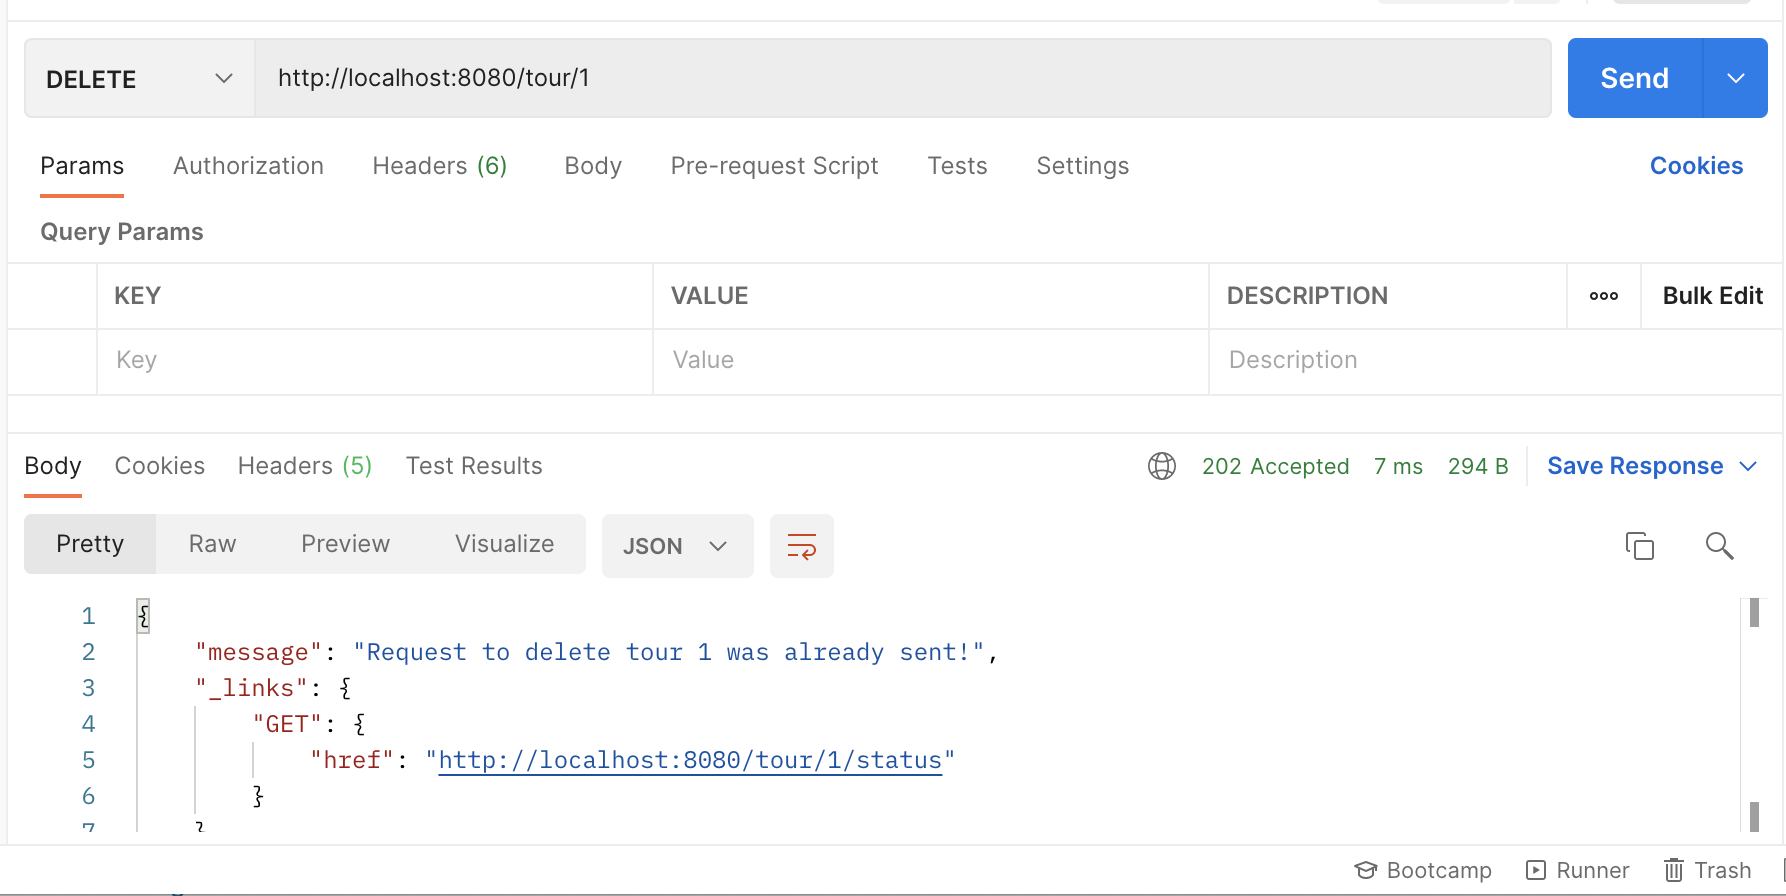 DELETE http://localhost:8080/tour/1 Send
Params Authorization Headers (6) Body Pre-request Script Tests Settings Cookies
Query Params
KEY VALUE DESCRIPTION ooo Bulk Edit
Key Value Description
Body Cookies Headers (5) Test Results 202 Accepted 7 ms 294 B Save Response
Pretty Raw Preview Visualize JSON
1 {
2 "message": "Request to delete tour 1 was already sent!",
3 "_links": {
4 "GET": {
5 "href": "http://localhost:8080/tour/1/status"
6 }
7 }
Bootcamp Runner Trash